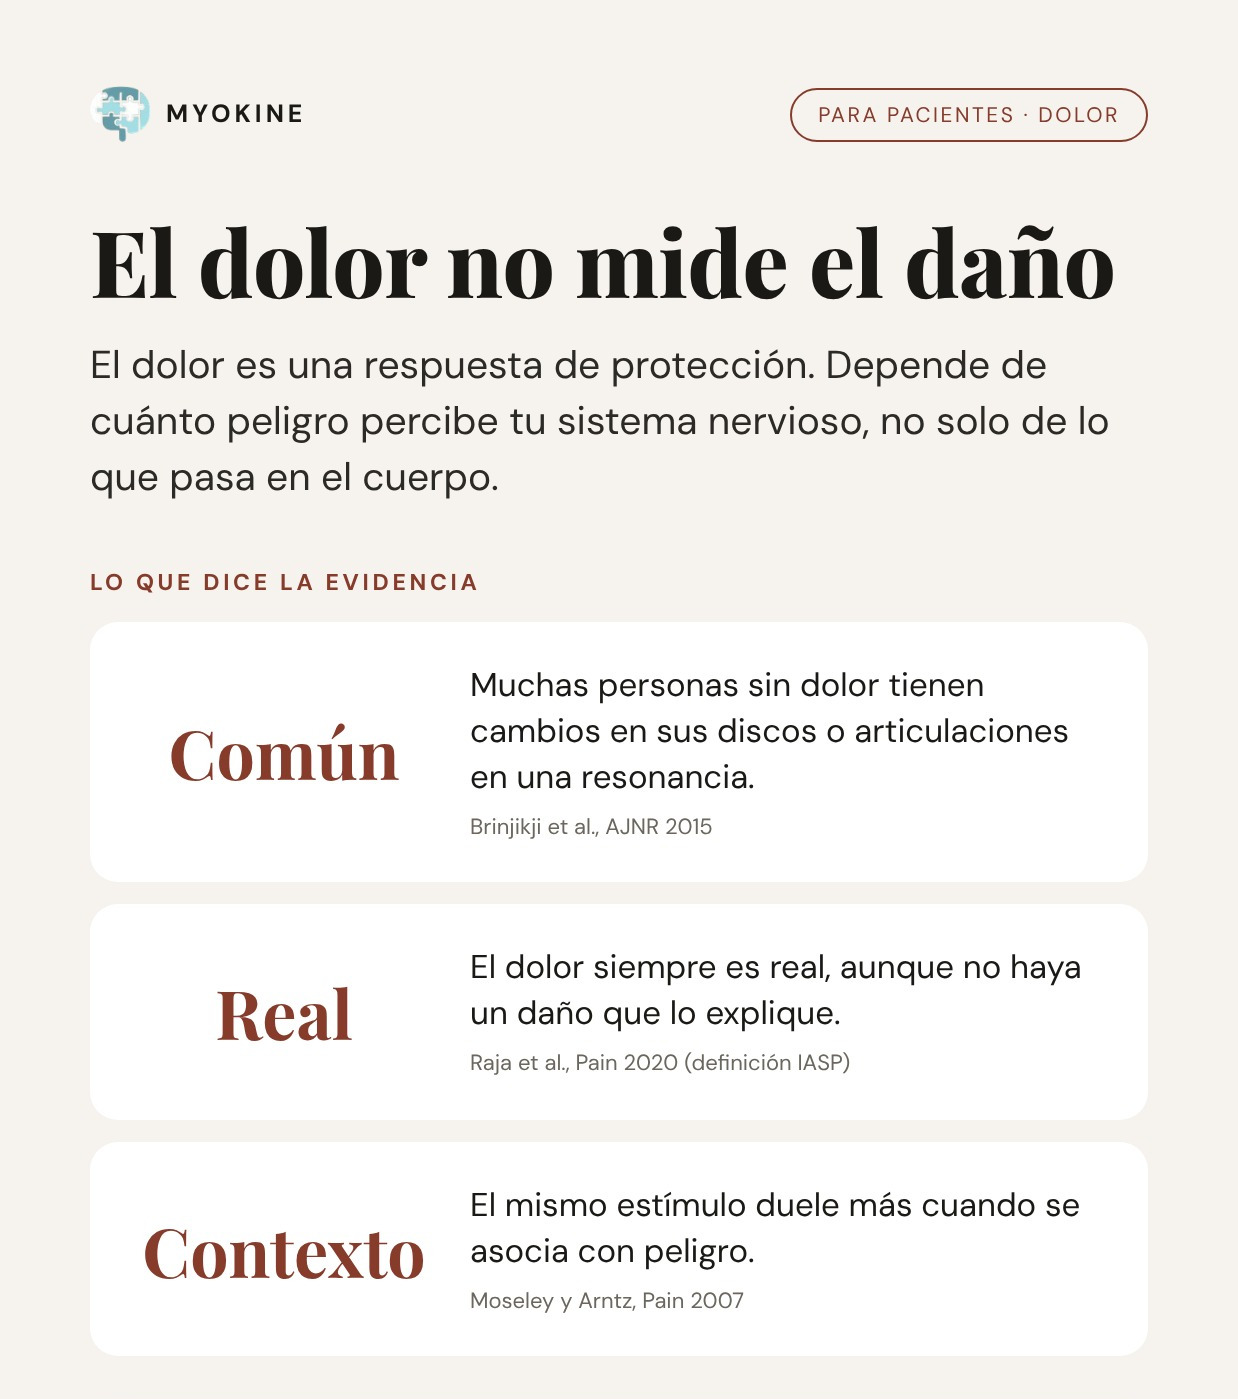 MYOKINE
PARA PACIENTES · DOLOR
El dolor no mide el daño
El dolor es una respuesta de protección. Depende de
cuánto peligro percibe tu sistema nervioso, no solo de lo
que pasa en el cuerpo.
LO QUE DICE LA EVIDENCIA
Común
Muchas personas sin dolor tienen
cambios en sus discos o articulaciones
en una resonancia.
Brinjikji et al., AJNR 2015
Real
El dolor siempre es real, aunque no haya
un daño que lo explique.
Raja et al., Pain 2020 (definición IASP)
Contexto
El mismo estímulo duele más cuando se
asocia con peligro.
Moseley y Arntz, Pain 2007